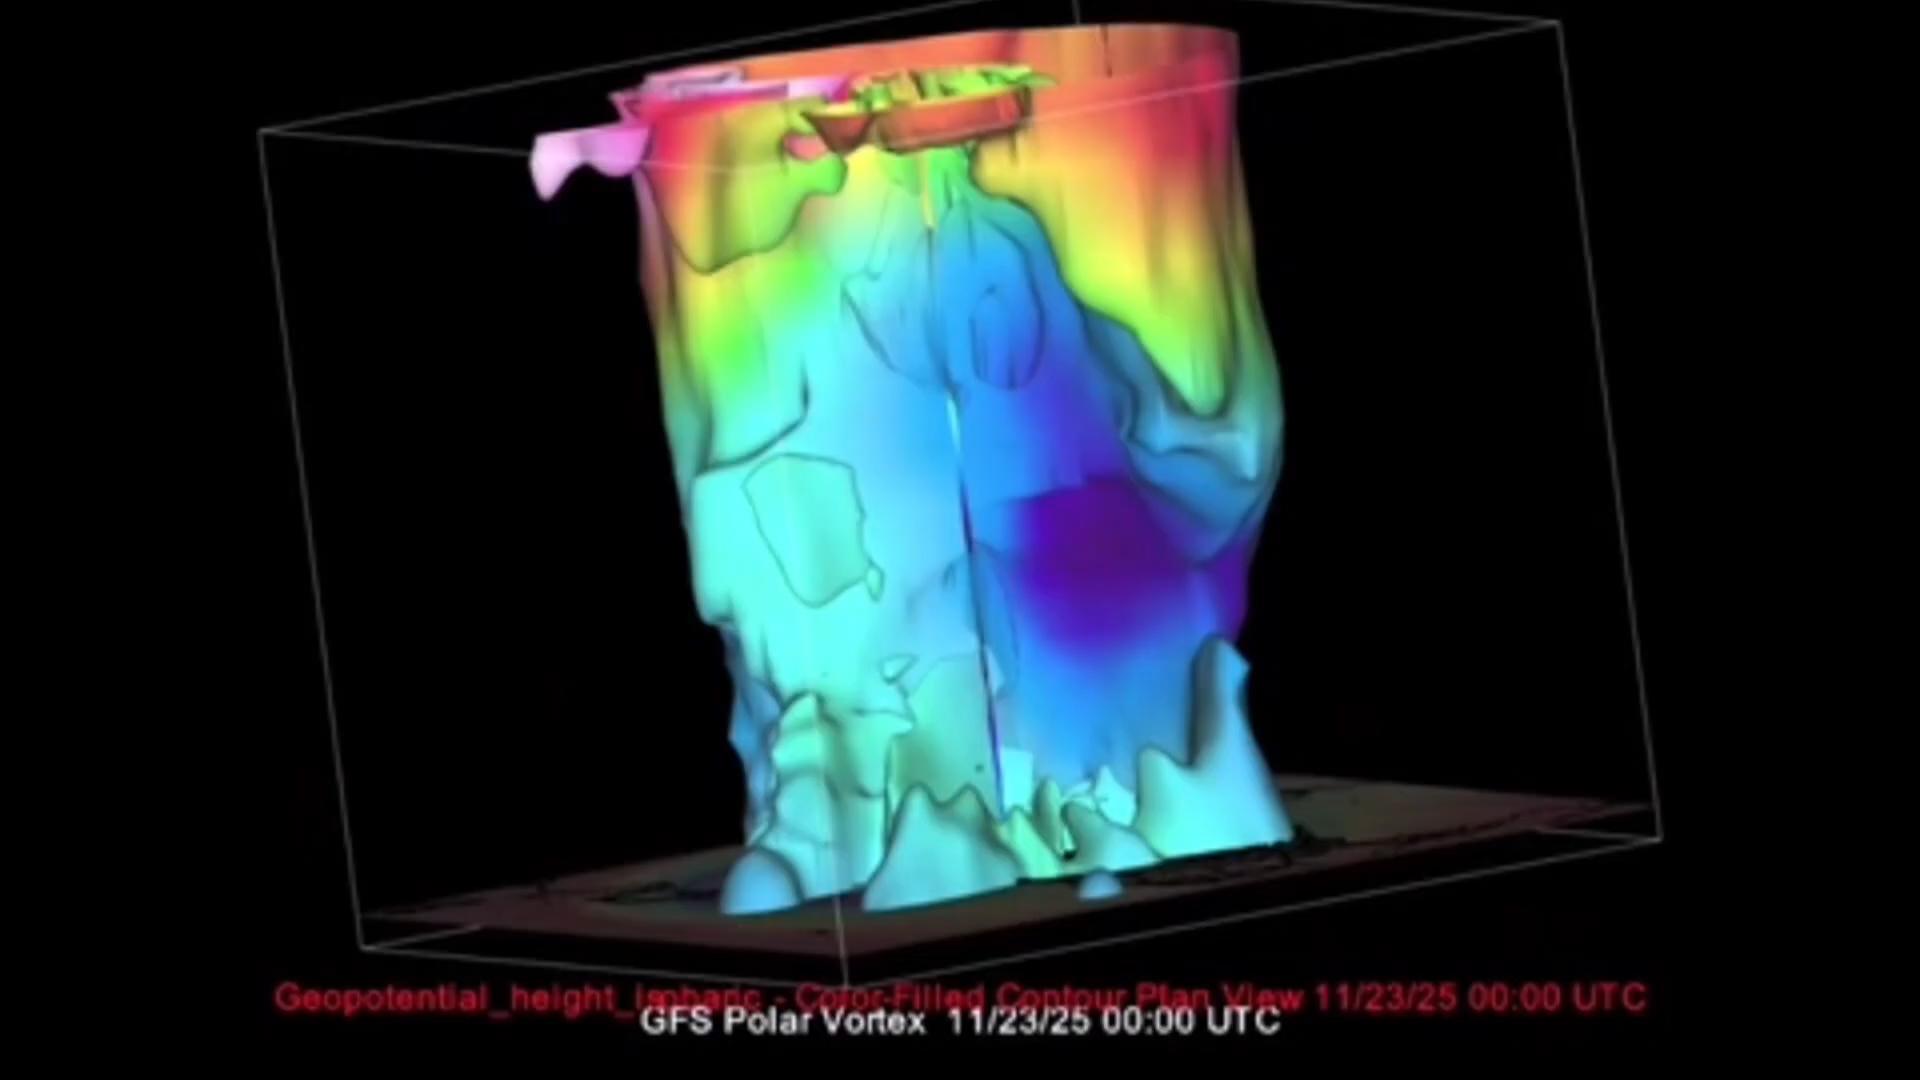 Geopotential_height_isobaric - Color-Filled Contour Plan View 11/23/25 00:00 UTC
GFS Polar Vortex 11/23/25 00:00 UTC